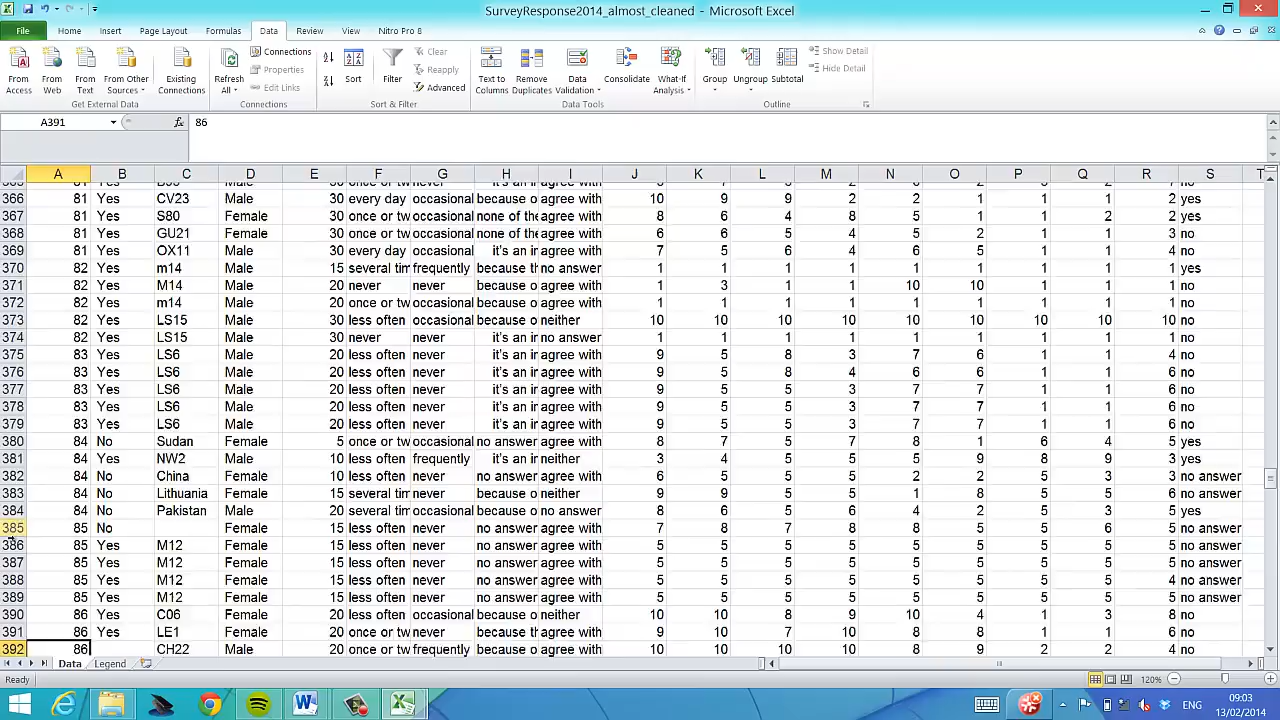 SurveyResponse2014_almost_cleaned - Microsoft Excel
File Home Insert Page Layout Formulas Data Review View Nitro Pro 8
From Access
From Web
From Text
From Other Sources
Existing Connections
Get External Data
Refresh All
Connections
Properties
Edit Links
Connections
Sort
Filter
Clear
Reapply
Advanced
Sort & Filter
Text to Columns
Remove Duplicates
Data Validation
Consolidate
What-If Analysis
Data Tools
Group
Ungroup
Subtotal
Show Detail
Hide Detail
Outline
A391 fx 86
A B C D E F G H I J K L M N O P Q R S T
366 81 Yes CV23 Male 30 every day occasional because o agree with 10 9 9 2 2 1 1 1 2 yes
367 81 Yes S80 Female 30 once or tw occasional none of the agree with 8 6 4 8 5 1 1 2 2 yes
368 81 Yes GU21 Female 30 once or tw occasional none of the agree with 6 6 5 4 5 2 1 1 3 no
369 81 Yes OX11 Male 30 every day occasional it's an ir agree with 7 5 6 4 6 5 1 1 4 no
370 82 Yes m14 Male 15 several tim frequently because th no answer 1 1 1 1 1 1 1 1 1 yes
371 82 Yes M14 Male 20 never never because o agree with 1 3 1 1 10 10 1 1 1 no
372 82 Yes m14 Male 20 once or tw occasional because o agree with 1 1 1 1 1 1 1 1 1 no
373 82 Yes LS15 Male 30 less often occasional because o neither 10 10 10 10 10 10 10 10 10 no
374 82 Yes LS15 Male 30 never never it's an ir no answer 1 1 1 1 1 1 1 1 1 no
375 83 Yes LS6 Male 20 less often never it's an ir agree with 9 5 8 3 7 6 1 1 4 no
376 83 Yes LS6 Male 20 less often never it's an ir agree with 9 5 8 4 6 6 1 1 6 no
377 83 Yes LS6 Male 20 less often never it's an ir agree with 9 5 5 3 7 7 1 1 6 no
378 83 Yes LS6 Male 20 less often never it's an ir agree with 9 5 5 3 7 7 1 1 6 no
379 83 Yes LS6 Male 20 less often never it's an ir agree with 9 5 5 3 7 7 1 1 6 no
380 84 No Sudan Female 5 once or tw occasional no answer agree with 8 7 5 7 8 1 6 4 5 yes
381 84 Yes NW2 Male 10 less often frequently it's an ir neither 3 4 5 5 5 9 8 9 3 yes
382 84 No China Female 10 less often never no answer agree with 6 5 5 5 2 2 5 3 3 no answer
383 84 No Lithuania Female 15 several tim never because o neither 9 9 5 5 1 8 1 5 5 no answer
384 84 No Pakistan Male 20 several tim never because o no answer 8 6 5 6 4 2 1 5 5 yes
385 85 No Female 15 less often never no answer agree with 7 8 7 8 8 5 5 6 5 no answer
386 85 Yes M12 Female 15 less often never no answer agree with 5 5 5 5 5 5 5 5 5 no answer
387 85 Yes M12 Female 15 less often never no answer agree with 5 5 5 5 5 5 5 5 5 no answer
388 85 Yes M12 Female 15 less often never no answer agree with 5 5 5 5 5 5 5 5 4 no answer
389 85 Yes M12 Female 15 less often never no answer agree with 5 5 5 5 5 5 5 5 5 no answer
390 86 Yes C06 Female 20 less often occasional because o neither 10 10 8 9 10 4 1 3 8 no
391 86 Yes LE1 Female 20 once or tw never because th agree with 9 10 7 10 8 8 1 1 6 no
392 86 CH22 Male 20 once or tw occasional because o agree with 10 10 10 10 8 9 2 2 4 no
Data Legend
Ready 120%
ENG 09:03
13/02/2014